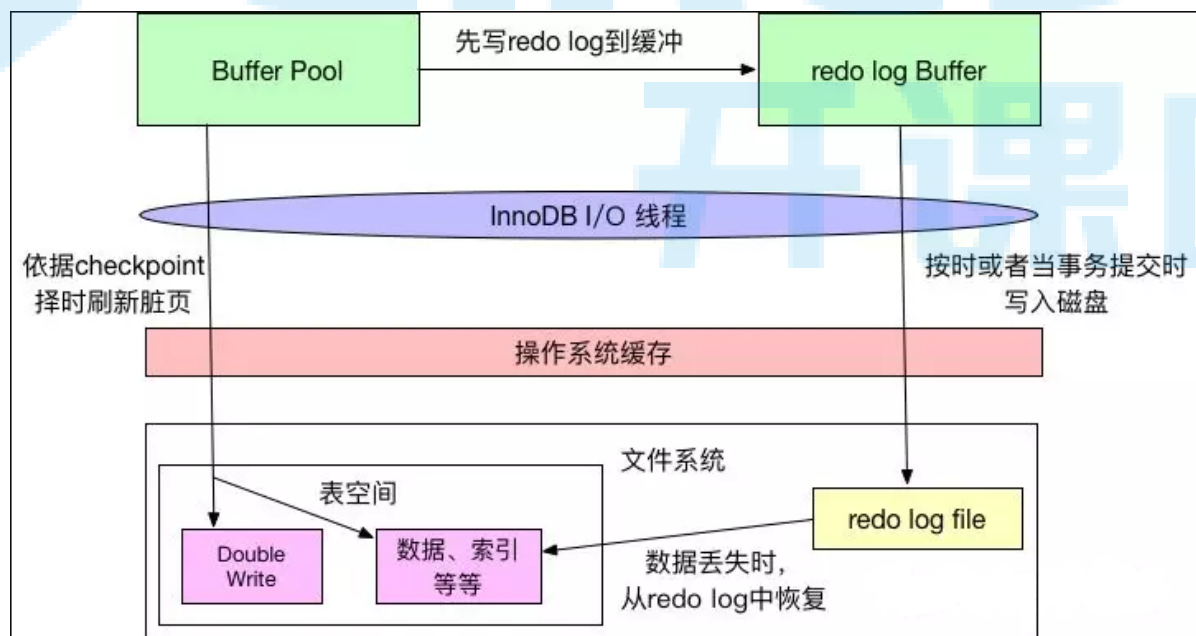 先写redo log到缓冲
Buffer Pool
redo log Buffer
开课
InnoDB I/O 线程
依据checkpoint
择时刷新脏页
按时或者当事务提交时
写入磁盘
操作系统缓存
文件系统
表空间
redo log file
Double
Write
数据、索引
等等
数据丢失时，
从redo log中恢复